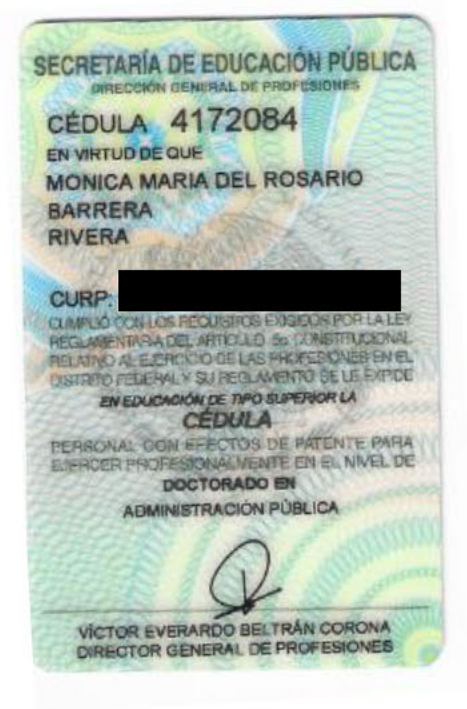 SECRETARÍA DE EDUCACIÓN PÚBLICA
DIRECCIÓN GENERAL DE PROFESIONES
CÉDULA 4172084
EN VIRTUD DE QUE
MONICA MARIA DEL ROSARIO
BARRERA
RIVERA
CURP:
CUMPLIÓ CON LOS REQUISITOS EXIGIDOS POR LA LEY
REGLAMENTARIA DEL ARTÍCULO 5o CONSTITUCIONAL
RELATIVO AL EJERCICIO DE LAS PROFESIONES EN EL
DISTRITO FEDERAL Y SU REGLAMENTO SE LE EXPIDE
EN EDUCACIÓN DE TIPO SUPERIOR LA
CÉDULA
PERSONAL CON EFECTOS DE PATENTE PARA
EJERCER PROFESIONALMENTE EN EL NIVEL DE
DOCTORADO EN
ADMINISTRACIÓN PÚBLICA
VÍCTOR EVERARDO BELTRÁN CORONA
DIRECTOR GENERAL DE PROFESIONES